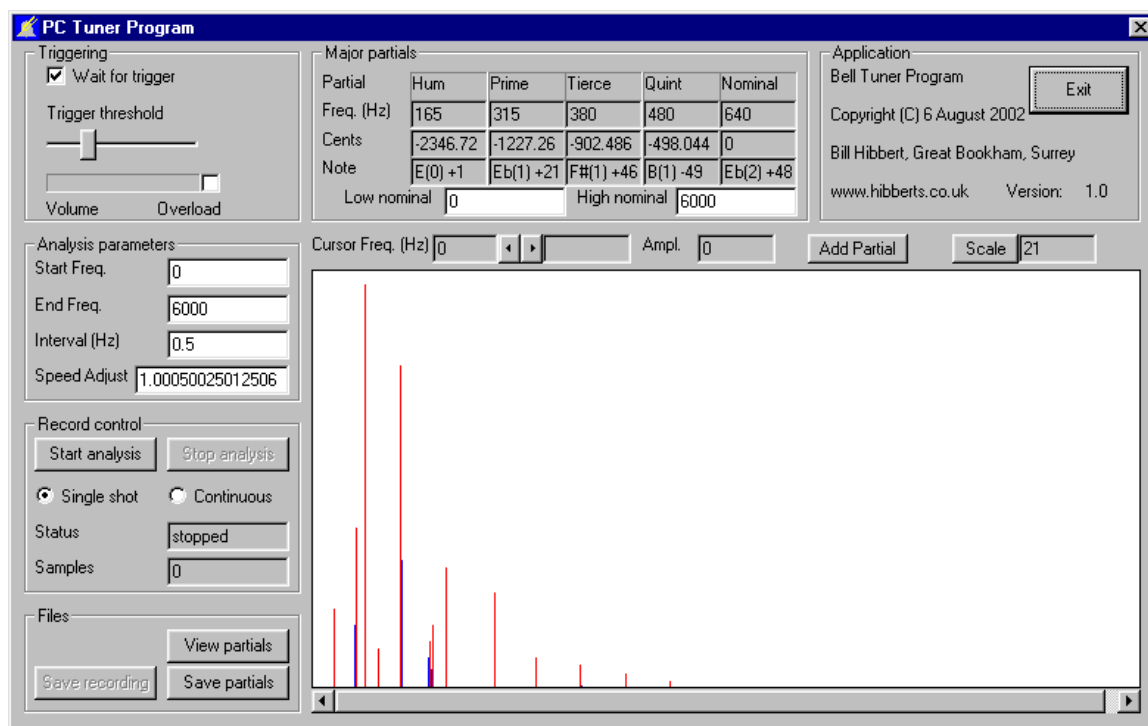 PC Tuner Program
Triggering
Wait for trigger
Trigger threshold
Volume Overload
Major partials
Partial Hum Prime Tierce Quint Nominal
Freq. (Hz) 165 315 380 480 640
Cents -2346.72 -1227.26 -902.486 -498.044 0
Note E(0) +1 Eb(1) +21 F#(1) +46 B(1) -49 Eb(2) +48
Low nominal 0 High nominal 6000
Application
Bell Tuner Program
Exit
Copyright (C) 6 August 2002
Bill Hibbert, Great Bookham, Surrey
www.hibberts.co.uk Version: 1.0
Analysis parameters
Start Freq. 0
End Freq. 6000
Interval (Hz) 0.5
Speed Adjust 1.00050025012506
Cursor Freq. (Hz) 0 Ampl. 0 Add Partial Scale 21
Record control
Start analysis Stop analysis
Single shot Continuous
Status stopped
Samples 0
Files
View partials
Save recording Save partials